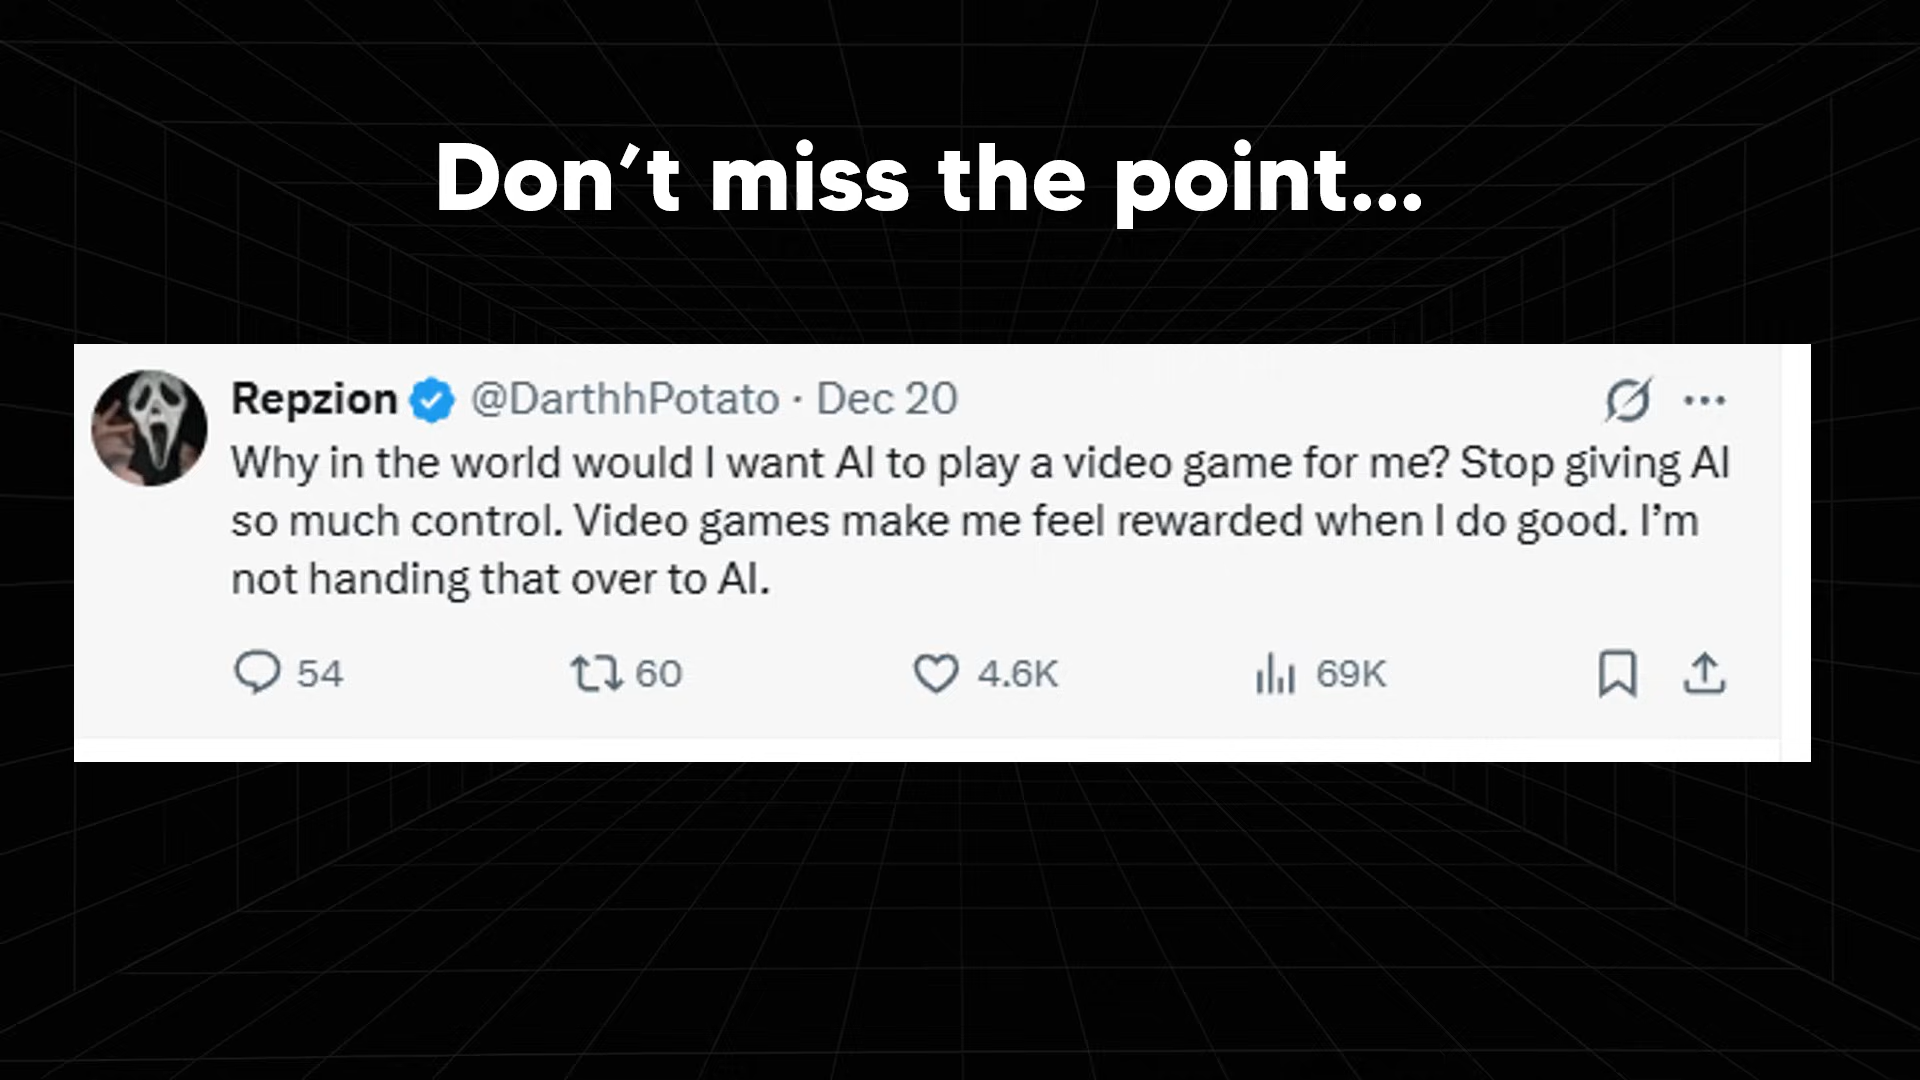 Don’t miss the point...
Repzion @DarthhPotato · Dec 20
Why in the world would I want AI to play a video game for me? Stop giving AI
so much control. Video games make me feel rewarded when I do good. I’m
not handing that over to AI.
54 60 4.6K 69K